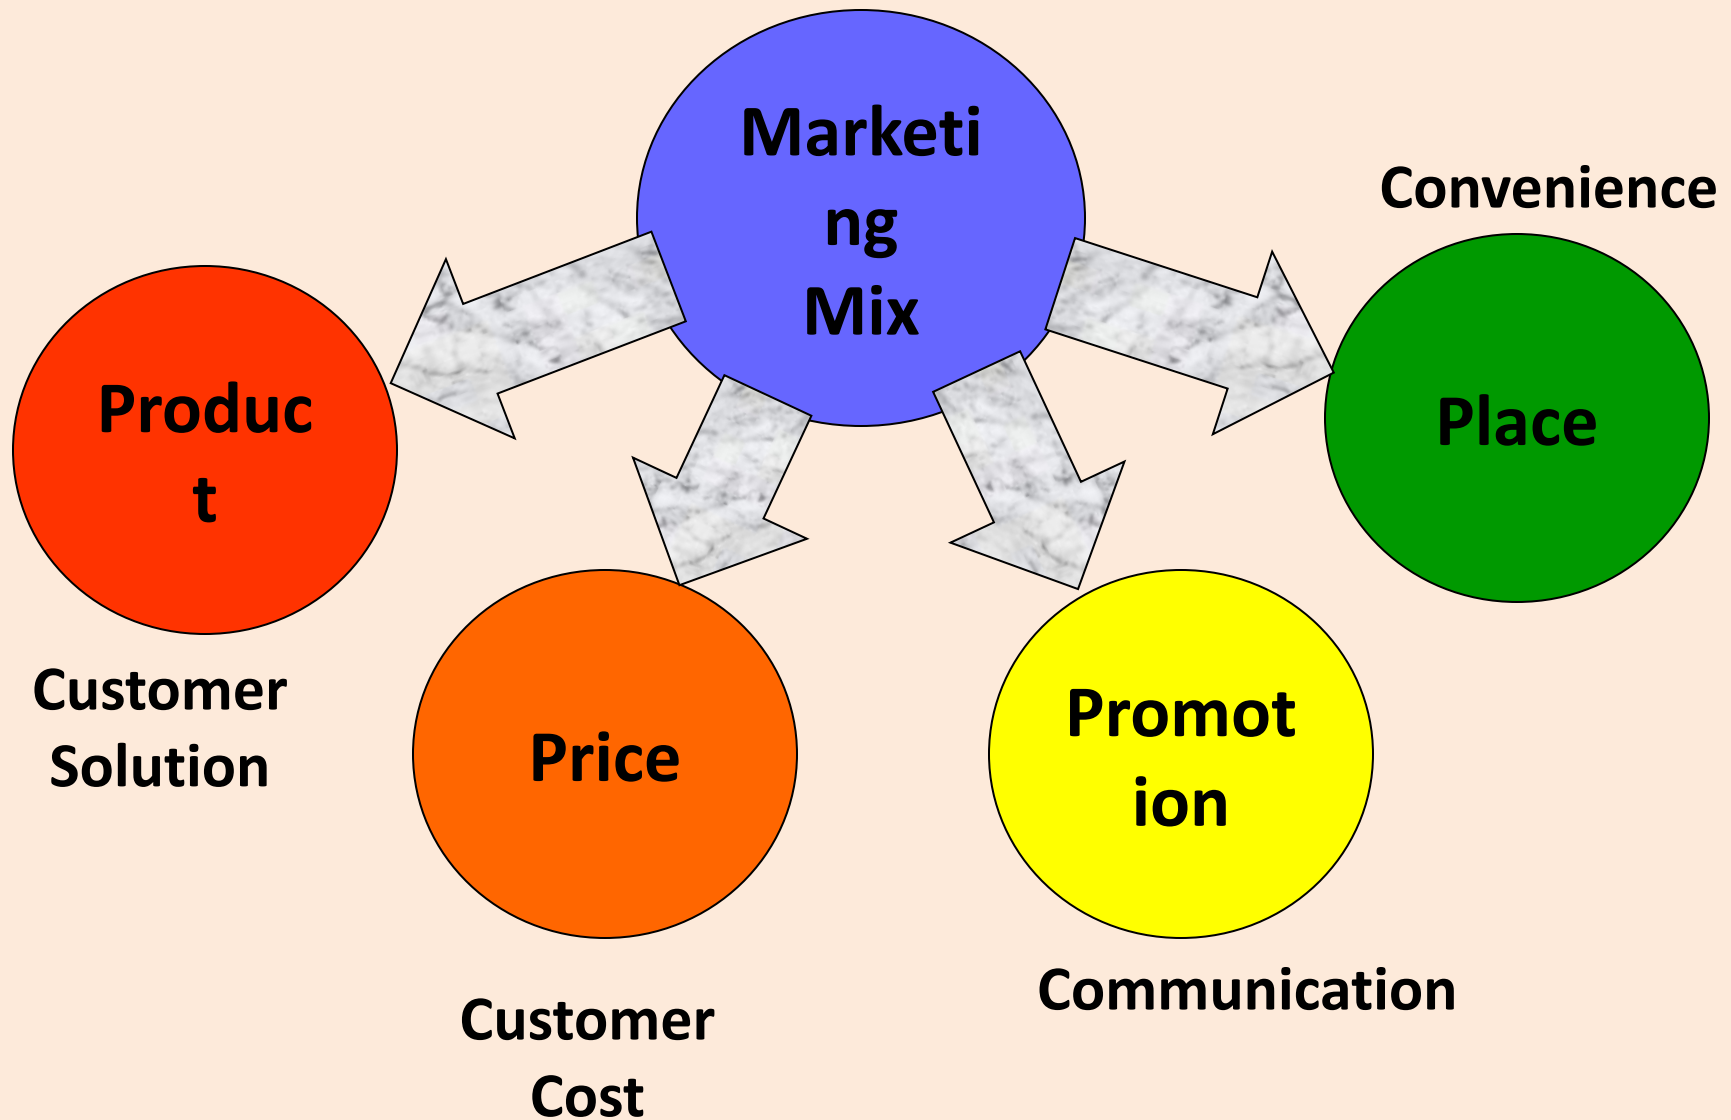 Marketi
ng
Mix
Convenience
Produc
t
Place
Customer
Solution
Price
Promot
ion
Communication
Customer
Cost